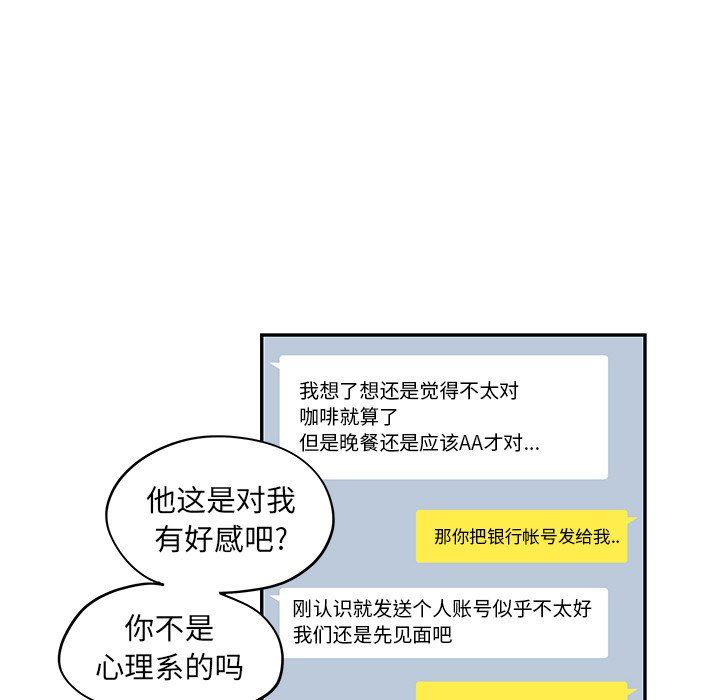 我想了想还是觉得不太对
咖啡就算了
但是晚餐还是应该AA才对...
他这是对我
有好感吧?
那你把银行帐号发给我..
刚认识就发送个人账号似乎不太好
我们还是先见面吧
你不是
心理系的吗